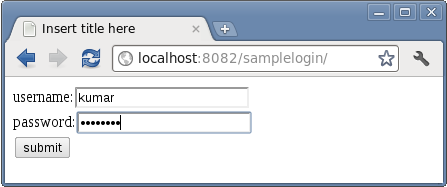 Insert title here
localhost:8082/samplelogin/
username: kumar
password: ••••••••
submit